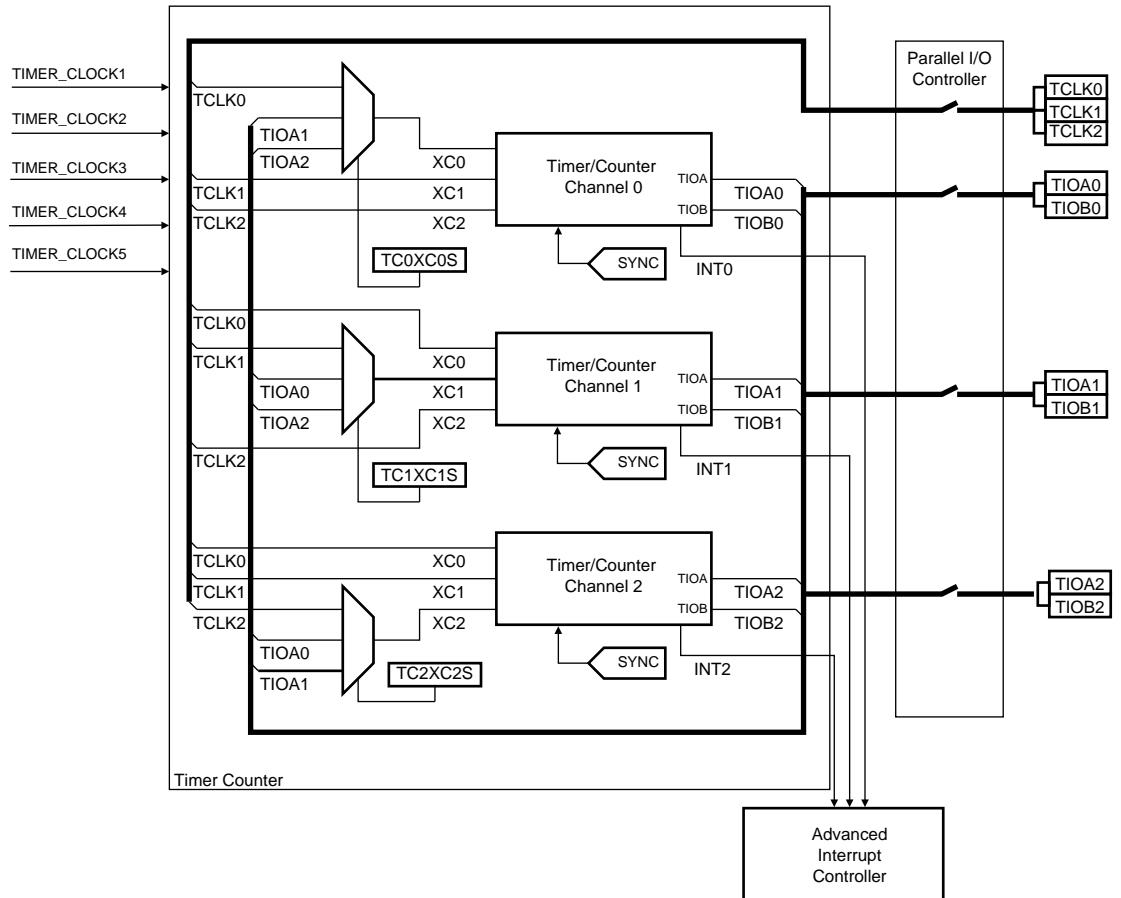 TIMER_CLOCK1
TIMER_CLOCK2
TIMER_CLOCK3
TIMER_CLOCK4
TIMER_CLOCK5
TCLK0
TIOA1
TIOA2
TCLK1
TCLK2
XC0
XC1
XC2
Timer/Counter
Channel 0
TIOA
TIOB
TIOA0
TIOB0
TC0XC0S
SYNC
INT0
TCLK0
TCLK1
TIOA0
TIOA2
TCLK2
XC0
XC1
XC2
Timer/Counter
Channel 1
TIOA
TIOB
TIOA1
TIOB1
TC1XC1S
SYNC
INT1
TCLK0
TCLK1
TCLK2
TIOA0
TIOA1
XC0
XC1
XC2
Timer/Counter
Channel 2
TIOA
TIOB
TIOA2
TIOB2
TC2XC2S
SYNC
INT2
Timer Counter
Parallel I/O
Controller
TCLK0
TCLK1
TCLK2
TIOA0
TIOB0
TIOA1
TIOB1
TIOA2
TIOB2
Advanced
Interrupt
Controller